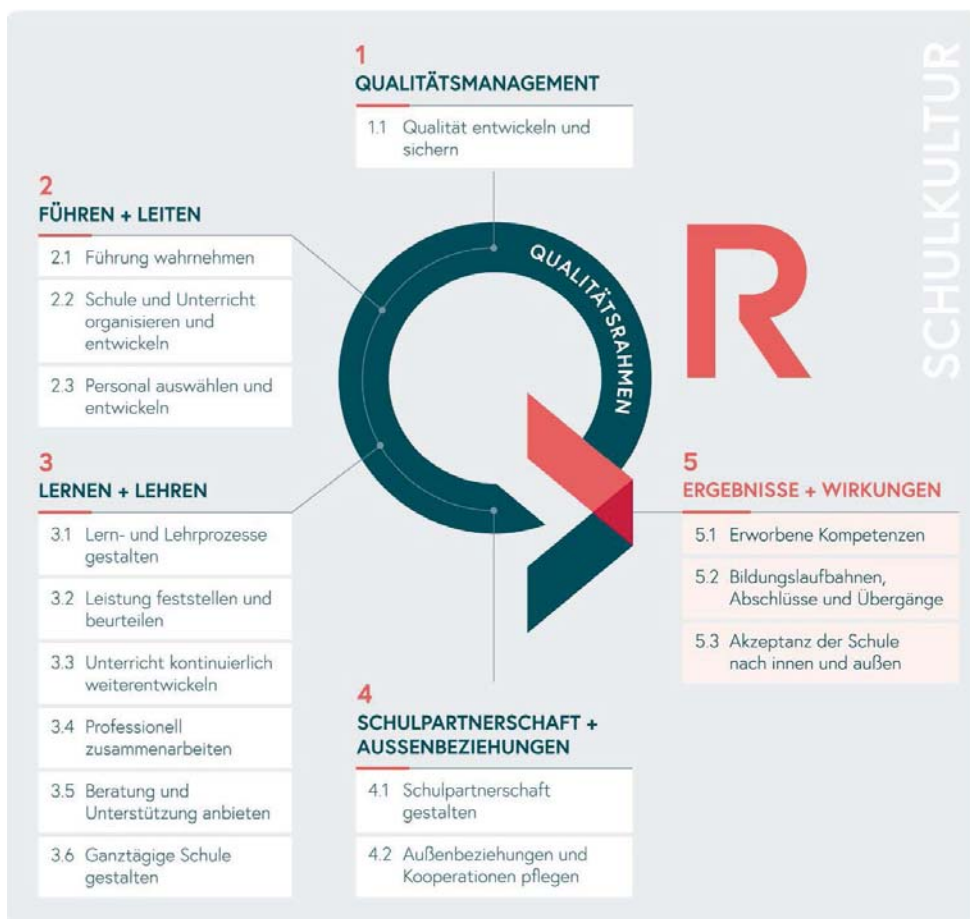 SCHULKULTUR
1
QUALITÄTSMANAGEMENT
1.1 Qualität entwickeln und
sichern
2
FÜHREN + LEITEN
2.1 Führung wahrnehmen
2.2 Schule und Unterricht
organisieren und
entwickeln
2.3 Personal auswählen und
entwickeln
QUALITÄTSRAHMEN
R
3
LERNEN + LEHREN
3.1 Lern- und Lehrprozesse
gestalten
3.2 Leistung feststellen und
beurteilen
3.3 Unterricht kontinuierlich
weiterentwickeln
3.4 Professionell
zusammenarbeiten
3.5 Beratung und
Unterstützung anbieten
3.6 Ganztägige Schule
gestalten
4
SCHULPARTNERSCHAFT +
AUSSENBEZIEHUNGEN
4.1 Schulpartnerschaft
gestalten
4.2 Außenbeziehungen und
Kooperationen pflegen
5
ERGEBNISSE + WIRKUNGEN
5.1 Erworbene Kompetenzen
5.2 Bildungslaufbahnen,
Abschlüsse und Übergänge
5.3 Akzeptanz der Schule
nach innen und außen